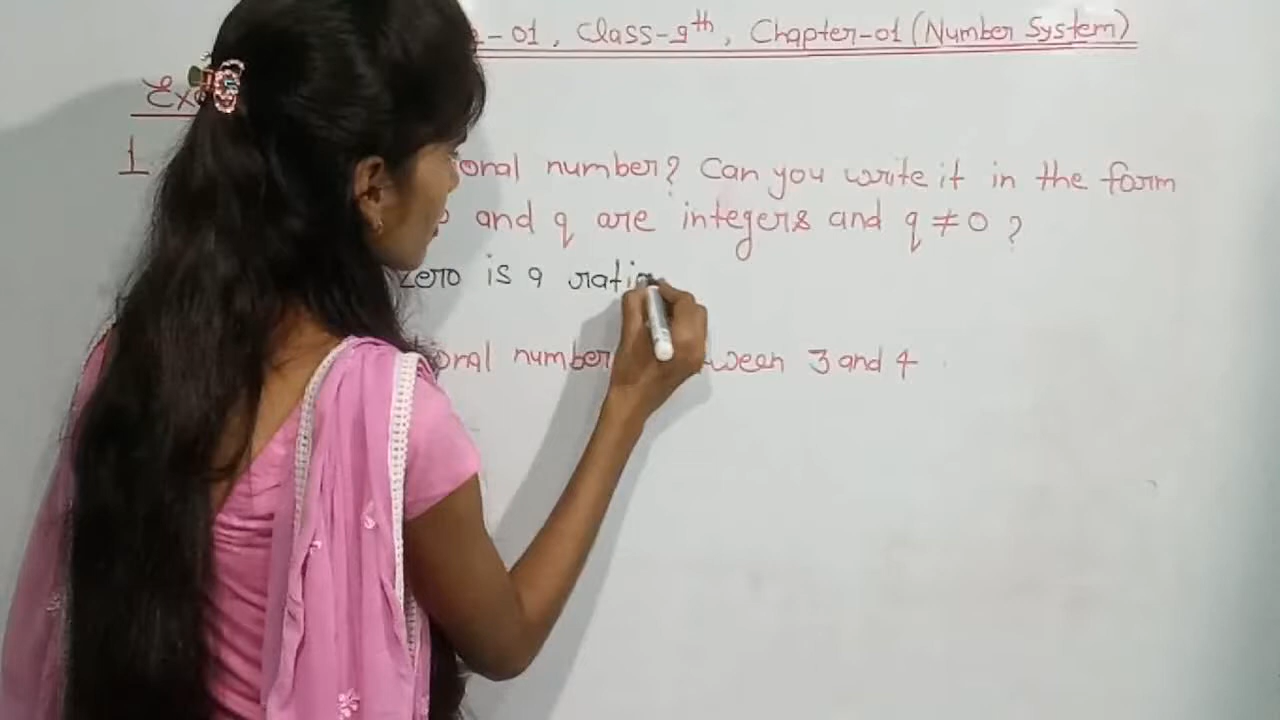 - 01, Class-9th, Chapter-01 (Number System)
Ex
1 onal number? Can you write it in the form
and q are integers and q ≠ 0 ?
zero is a ratio
onal number ween 3 and 4